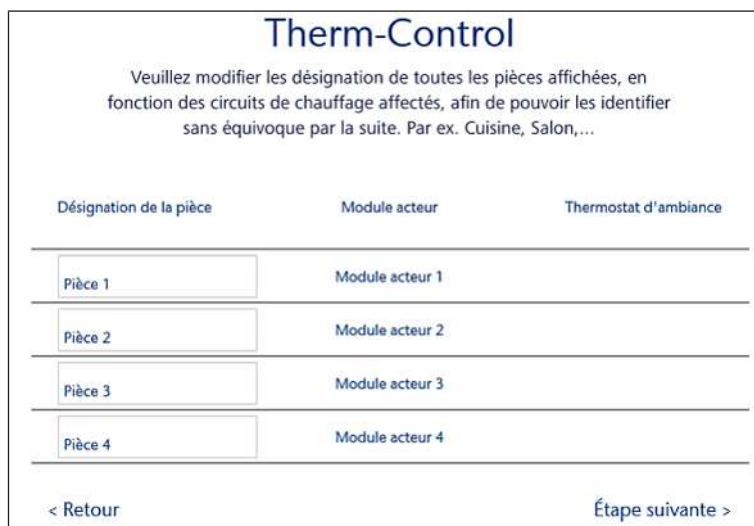 Therm-Control
Veuillez modifier les désignation de toutes les pièces affichées, en
fonction des circuits de chauffage affectés, afin de pouvoir les identifier
sans équivoque par la suite. Par ex. Cuisine, Salon,...
Désignation de la pièce Module acteur Thermostat d'ambiance
Pièce 1 Module acteur 1
Pièce 2 Module acteur 2
Pièce 3 Module acteur 3
Pièce 4 Module acteur 4
< Retour Étape suivante >